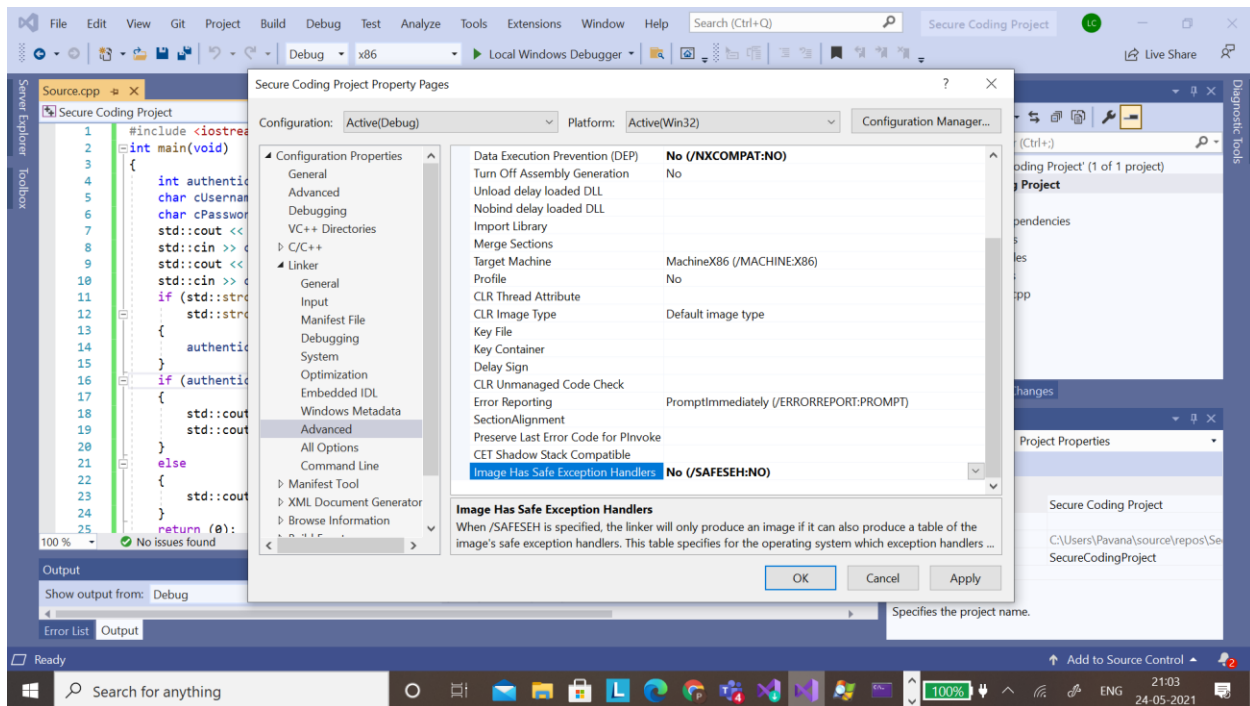 File Edit View Git Project Build Debug Test Analyze Tools Extensions Window Help Search (Ctrl+Q) Secure Coding Project LC
Debug x86 Local Windows Debugger Live Share
Server Explorer
Toolbox
Source.cpp
Secure Coding Project
1 #include <iostrea
2 int main(void)
3 {
4 int authentic
5 char cUsernam
6 char cPasswor
7 std::cout <<
8 std::cin >> c
9 std::cout <<
10 std::cin >> c
11 if (std::strc
12 std::strc
13 {
14 authentic
15 }
16 if (authentic
17 {
18 std::cout
19 std::cout
20 }
21 else
22 {
23 std::cout
24 }
25 return (0);
100 % No issues found
Output
Show output from: Debug
Error List Output
Secure Coding Project Property Pages ? ×
Configuration: Active(Debug) Platform: Active(Win32) Configuration Manager...
Configuration Properties
General
Advanced
Debugging
VC++ Directories
C/C++
Linker
General
Input
Manifest File
Debugging
System
Optimization
Embedded IDL
Windows Metadata
Advanced
All Options
Command Line
Manifest Tool
XML Document Generator
Browse Information
Data Execution Prevention (DEP) No (/NXCOMPAT:NO)
Turn Off Assembly Generation No
Unload delay loaded DLL
Nobind delay loaded DLL
Import Library
Merge Sections
Target Machine MachineX86 (/MACHINE:X86)
Profile No
CLR Thread Attribute
CLR Image Type Default image type
Key File
Key Container
Delay Sign
CLR Unmanaged Code Check
Error Reporting PromptImmediately (/ERRORREPORT:PROMPT)
SectionAlignment
Preserve Last Error Code for PInvoke
CET Shadow Stack Compatible
Image Has Safe Exception Handlers No (/SAFESEH:NO)
Image Has Safe Exception Handlers
When /SAFESEH is specified, the linker will only produce an image if it can also produce a table of the
image's safe exception handlers. This table specifies for the operating system which exception handlers ...
OK Cancel Apply
(Ctrl+;)
oding Project' (1 of 1 project)
g Project
pendencies
s
les
cpp
Changes
Project Properties
Secure Coding Project
C:\Users\Pavana\source\repos\Se
SecureCodingProject
Specifies the project name.
Diagnostic Tools
Ready Add to Source Control 2
Search for anything L 4 100% ENG 21:03
24-05-2021